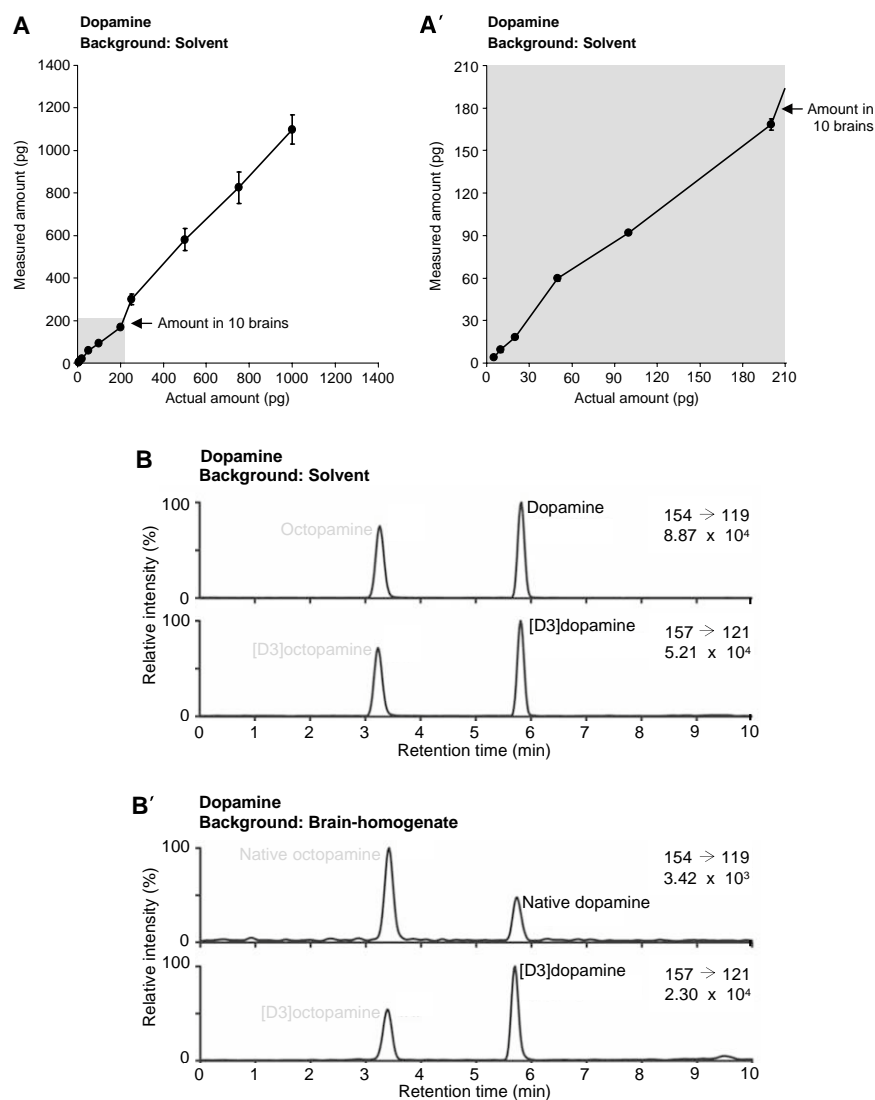 A
Dopamine
Background: Solvent
1400
1200
1000
800
600
400
200
0
Measured amount (pg)
0 200 400 600 800 1000 1200 1400
Actual amount (pg)
Amount in 10 brains
A′
Dopamine
Background: Solvent
210
180
150
120
90
60
30
0
Measured amount (pg)
0 30 60 90 120 150 180 210
Actual amount (pg)
Amount in
10 brains
B
Dopamine
Background: Solvent
Relative intensity (%)
100
0
Octopamine
Dopamine
154 → 119
8.87 x 10⁴
100
0
[D3]octopamine
[D3]dopamine
157 → 121
5.21 x 10⁴
0 1 2 3 4 5 6 7 8 9 10
Retention time (min)
B′
Dopamine
Background: Brain-homogenate
Relative intensity (%)
100
0
Native octopamine
Native dopamine
154 → 119
3.42 x 10³
100
0
[D3]octopamine
[D3]dopamine
157 → 121
2.30 x 10⁴
0 1 2 3 4 5 6 7 8 9 10
Retention time (min)